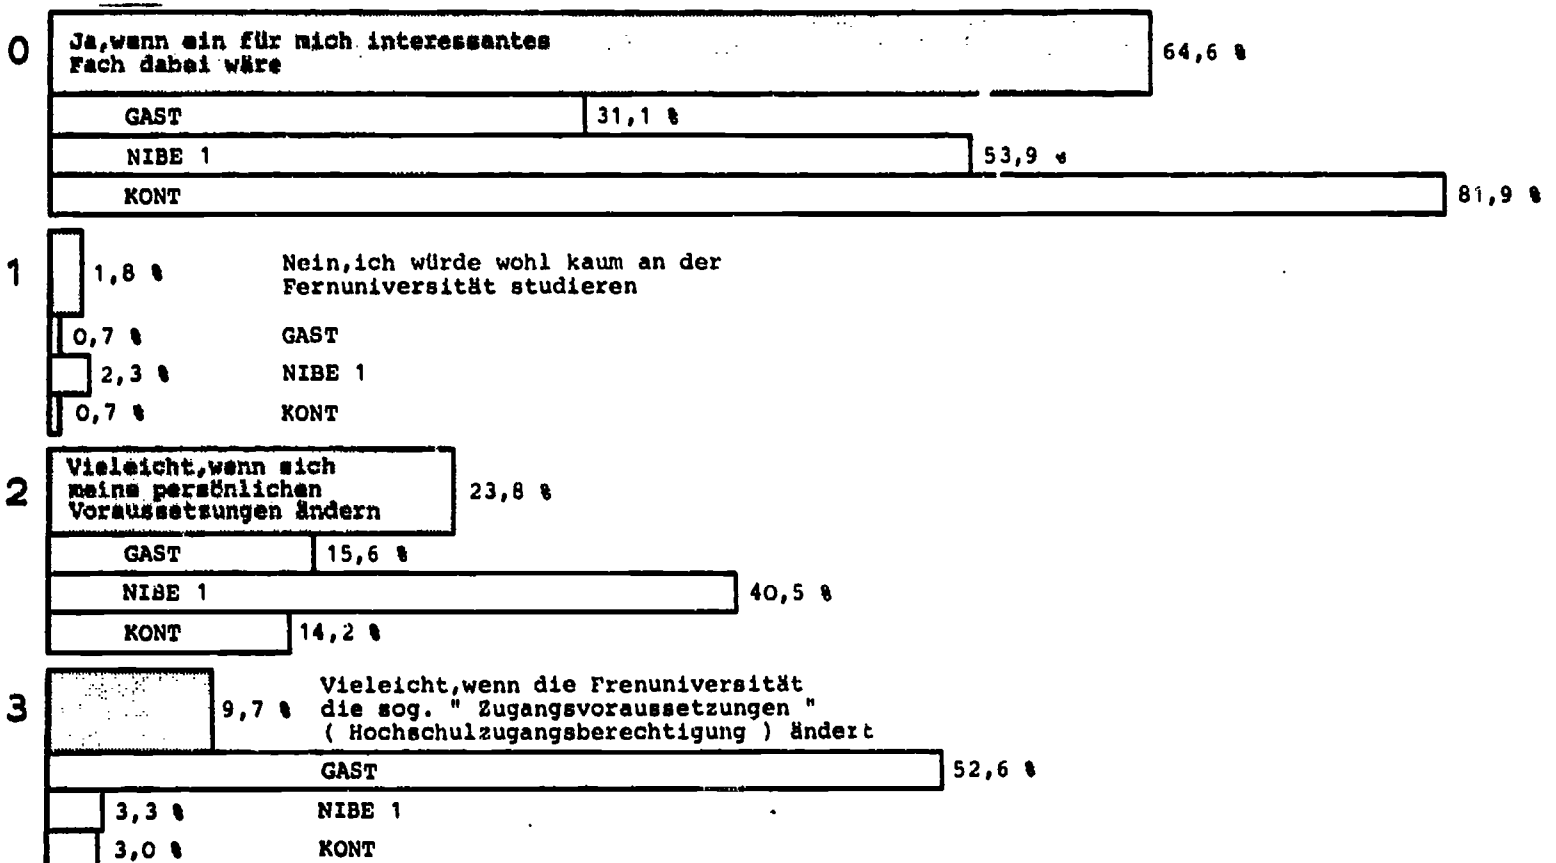 0
Ja,wenn ein für mich interessantes
Fach dabei wäre
64,6 %
GAST
31,1 %
NIBE 1
53,9 %
KONT
81,9 %
1
1,8 %
Nein,ich würde wohl kaum an der
Fernuniversität studieren
0,7 %
GAST
2,3 %
NIBE 1
0,7 %
KONT
2
Vieleicht,wenn sich
meine persönlichen
Voraussetzungen ändern
23,8 %
GAST
15,6 %
NIBE 1
40,5 %
KONT
14,2 %
3
9,7 %
Vieleicht,wenn die Frenuniversität
die sog. " Zugangsvoraussetzungen "
( Hochschulzugangsberechtigung ) ändert
GAST
52,6 %
3,3 %
NIBE 1
3,0 %
KONT